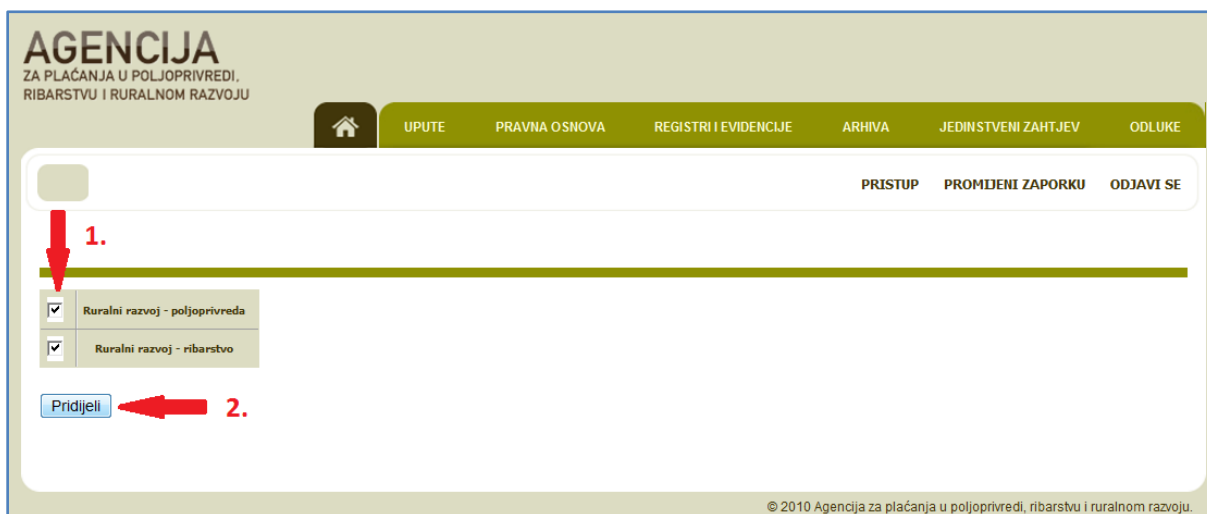 AGENCIJA
ZA PLAĆANJA U POLJOPRIVREDI,
RIBARSTVU I RURALNOM RAZVOJU
UPUTE PRAVNA OSNOVA REGISTRI I EVIDENCIJE ARHIVA JEDINSTVENI ZAHTJEV ODLUKE
PRISTUP PROMIJENI ZAPORKU ODJAVI SE
1.
Ruralni razvoj - poljoprivreda
Ruralni razvoj - ribarstvo
Pridijeli 2.
© 2010 Agencija za plaćanja u poljoprivredi, ribarstvu i ruralnom razvoju.